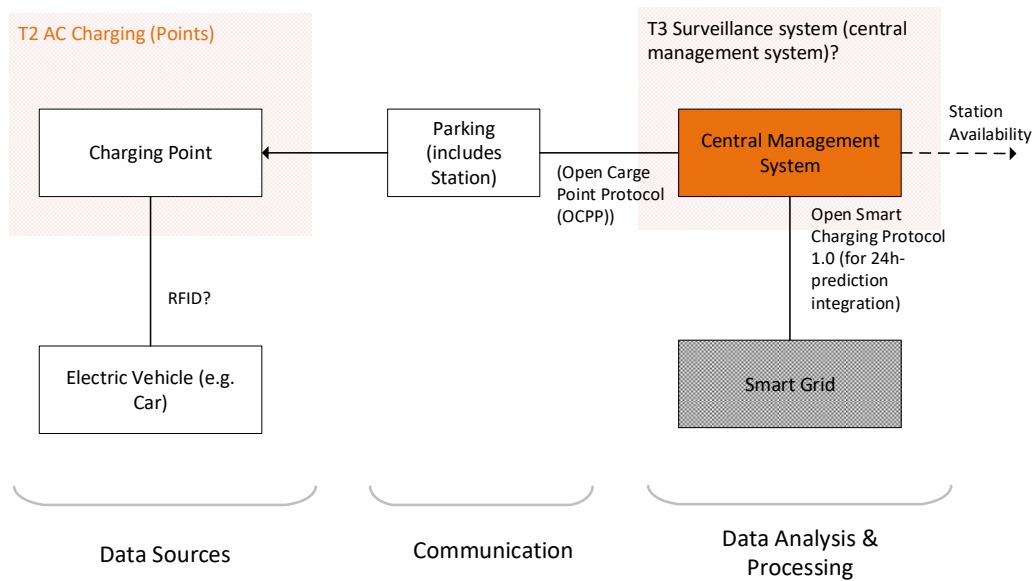 T2 AC Charging (Points)
T3 Surveillance system (central
management system)?
Charging Point
Parking
(includes
Station)
(Open Carge
Point Protocol
(OCPP))
Central Management
System
Station
Availability
Open Smart
Charging Protocol
1.0 (for 24h-
prediction
integration)
RFID?
Electric Vehicle (e.g.
Car)
Smart Grid
Data Sources
Communication
Data Analysis &
Processing